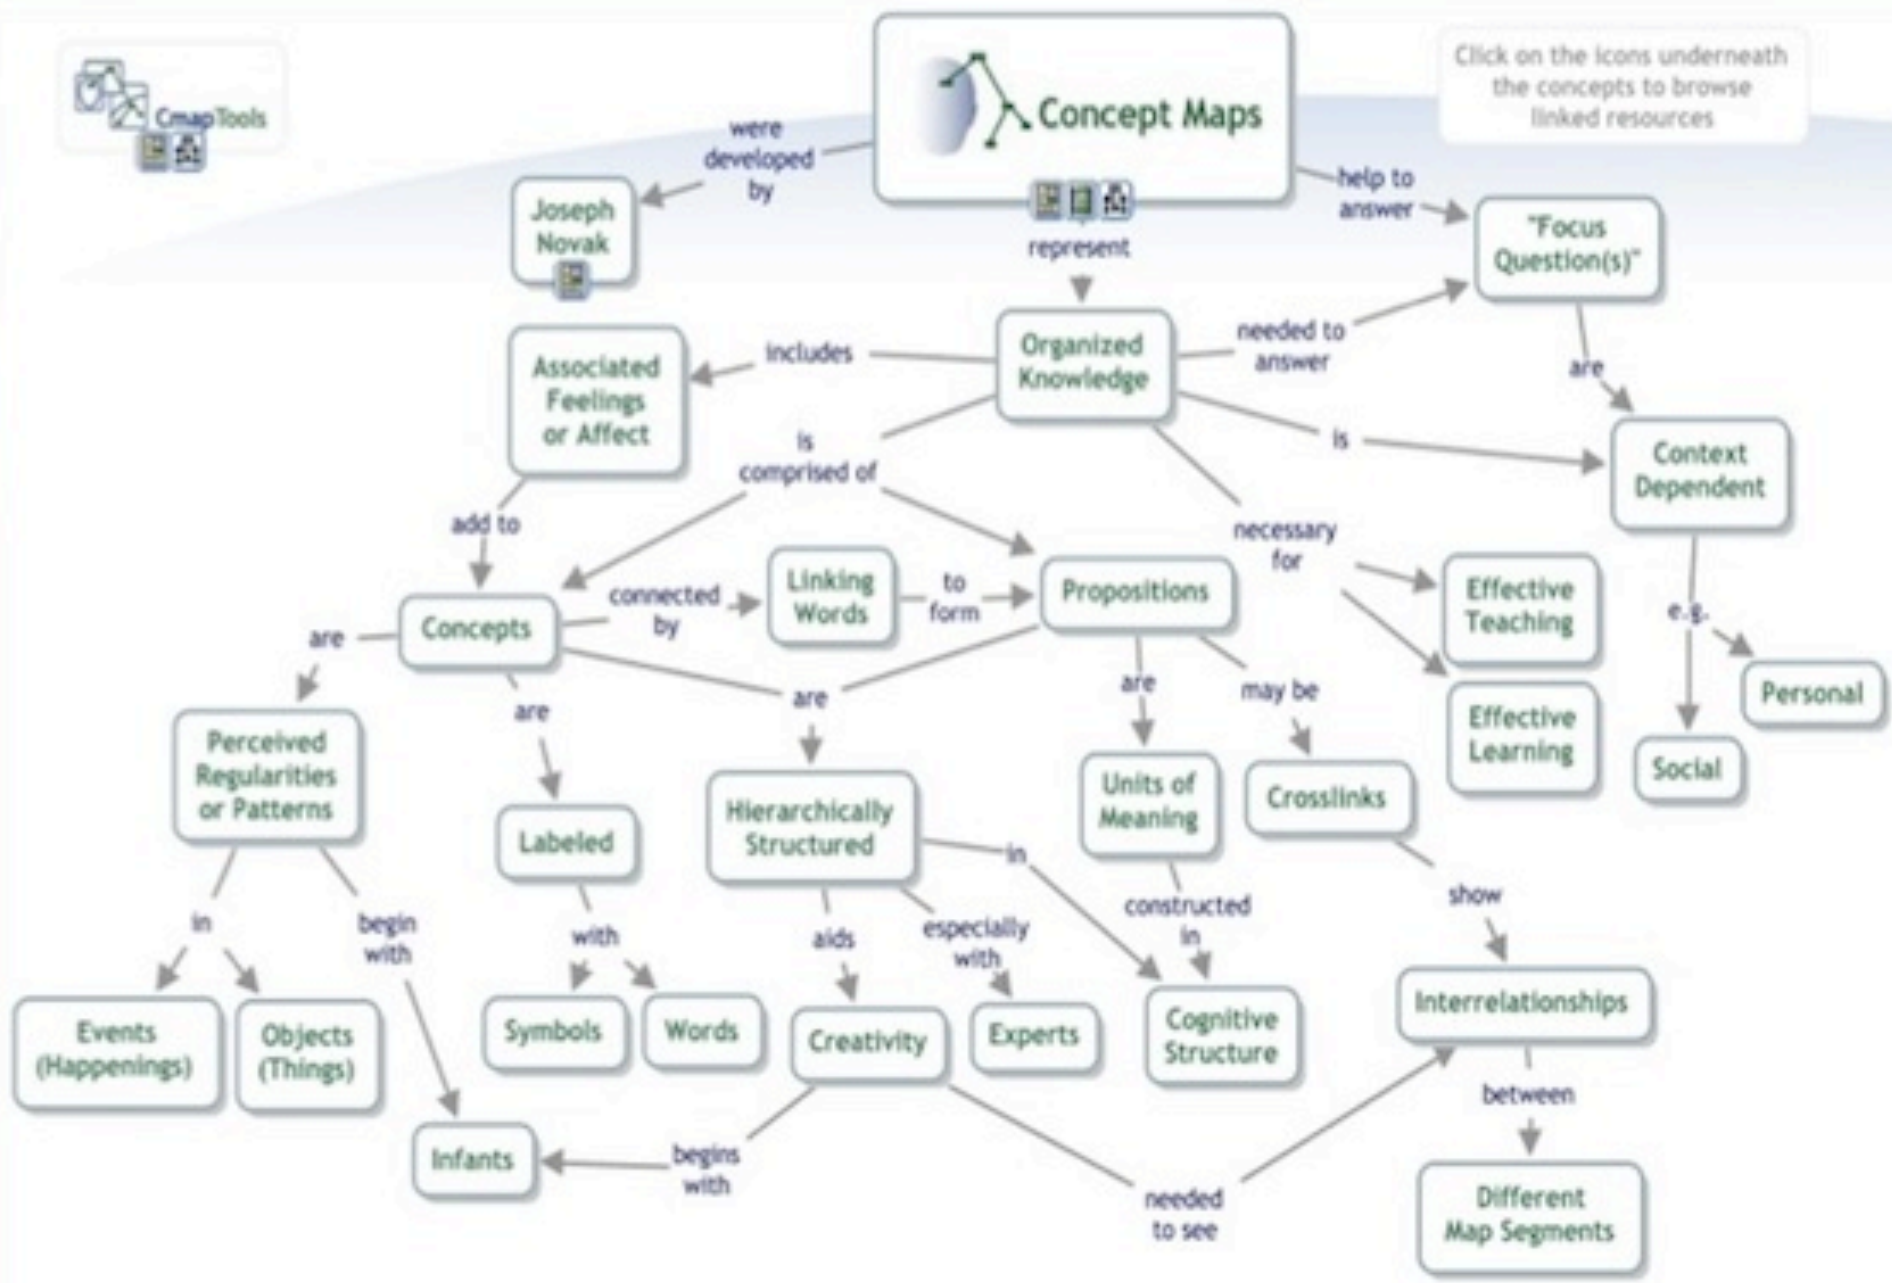 CmapTools
Concept Maps
Click on the icons underneath
the concepts to browse
linked resources
were
developed
by
help to
answer
Joseph
Novak
represent
"Focus
Question(s)"
Associated
Feelings
or Affect
includes
Organized
Knowledge
needed to
answer
are
is
comprised of
is
Context
Dependent
add to
necessary
for
Concepts
connected
by
Linking
Words
to
form
Propositions
Effective
Teaching
e.g.
are
are
are
are
may be
Effective
Learning
Personal
Social
Perceived
Regularities
or Patterns
Labeled
Hierarchically
Structured
Units of
Meaning
Crosslinks
in
begin
with
with
aids
especially
with
in
constructed
in
show
Events
(Happenings)
Objects
(Things)
Symbols
Words
Creativity
Experts
Cognitive
Structure
Interrelationships
Infants
begins
with
needed
to see
between
Different
Map Segments